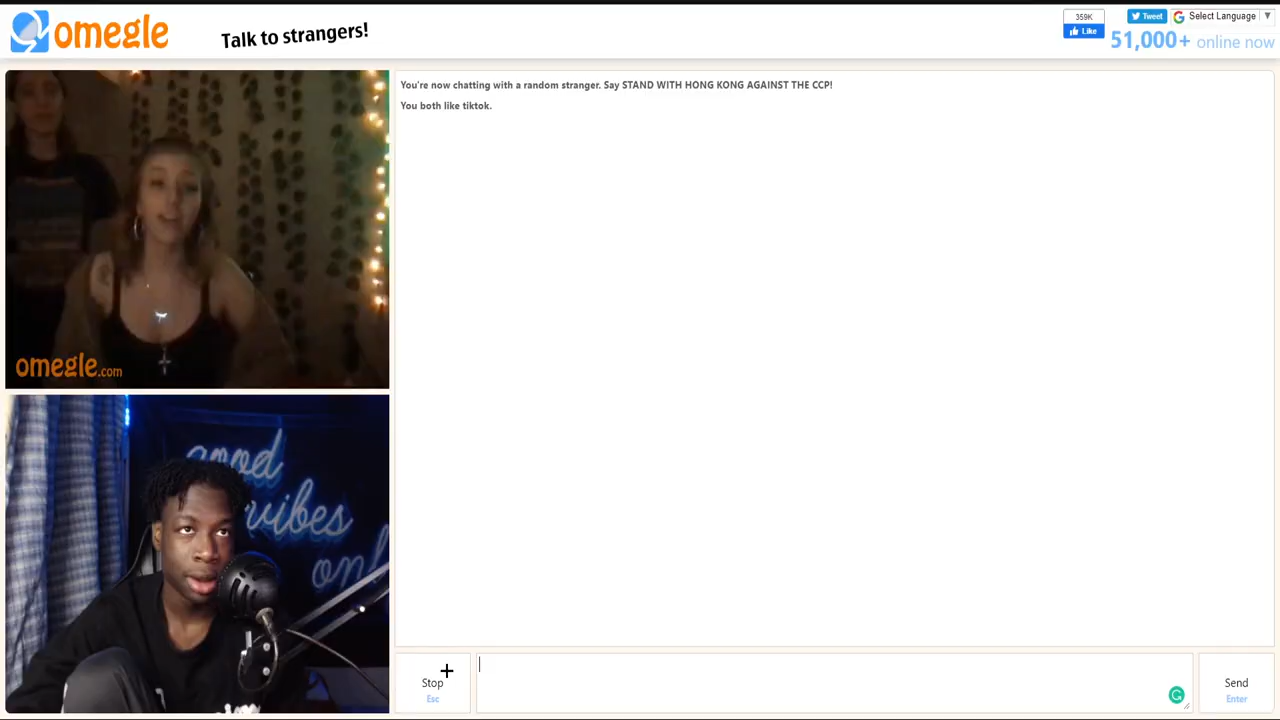 omegle
Talk to strangers!
359K
Like
Tweet
Select Language
51,000+ online now
You're now chatting with a random stranger. Say STAND WITH HONG KONG AGAINST THE CCP!
You both like tiktok.
omegle.com
good
vibes
only
Stop
Esc
Send
Enter